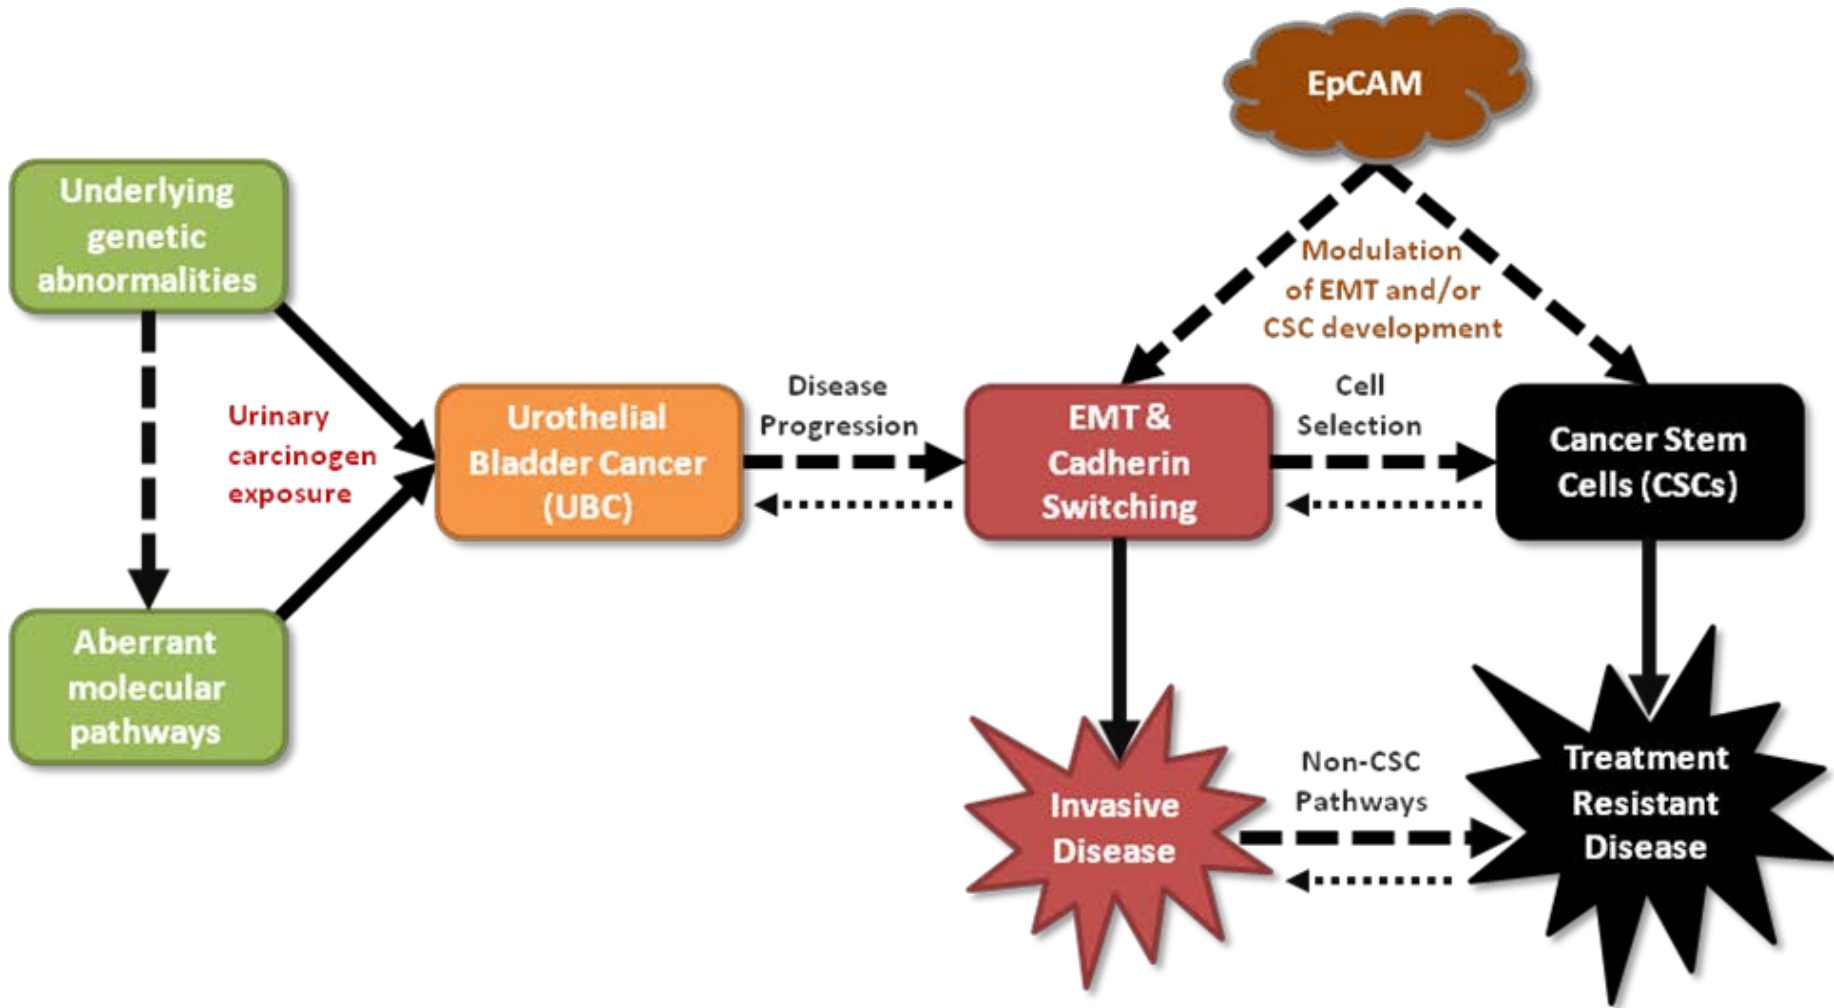 EpCAM
Underlying
genetic
abnormalities
Modulation
of EMT and/or
CSC development
Urinary
carcinogen
exposure
Urothelial
Bladder Cancer
(UBC)
Disease
Progression
EMT &
Cadherin
Switching
Cell
Selection
Cancer Stem
Cells (CSCs)
Aberrant
molecular
pathways
Invasive
Disease
Non-CSC
Pathways
Treatment
Resistant
Disease